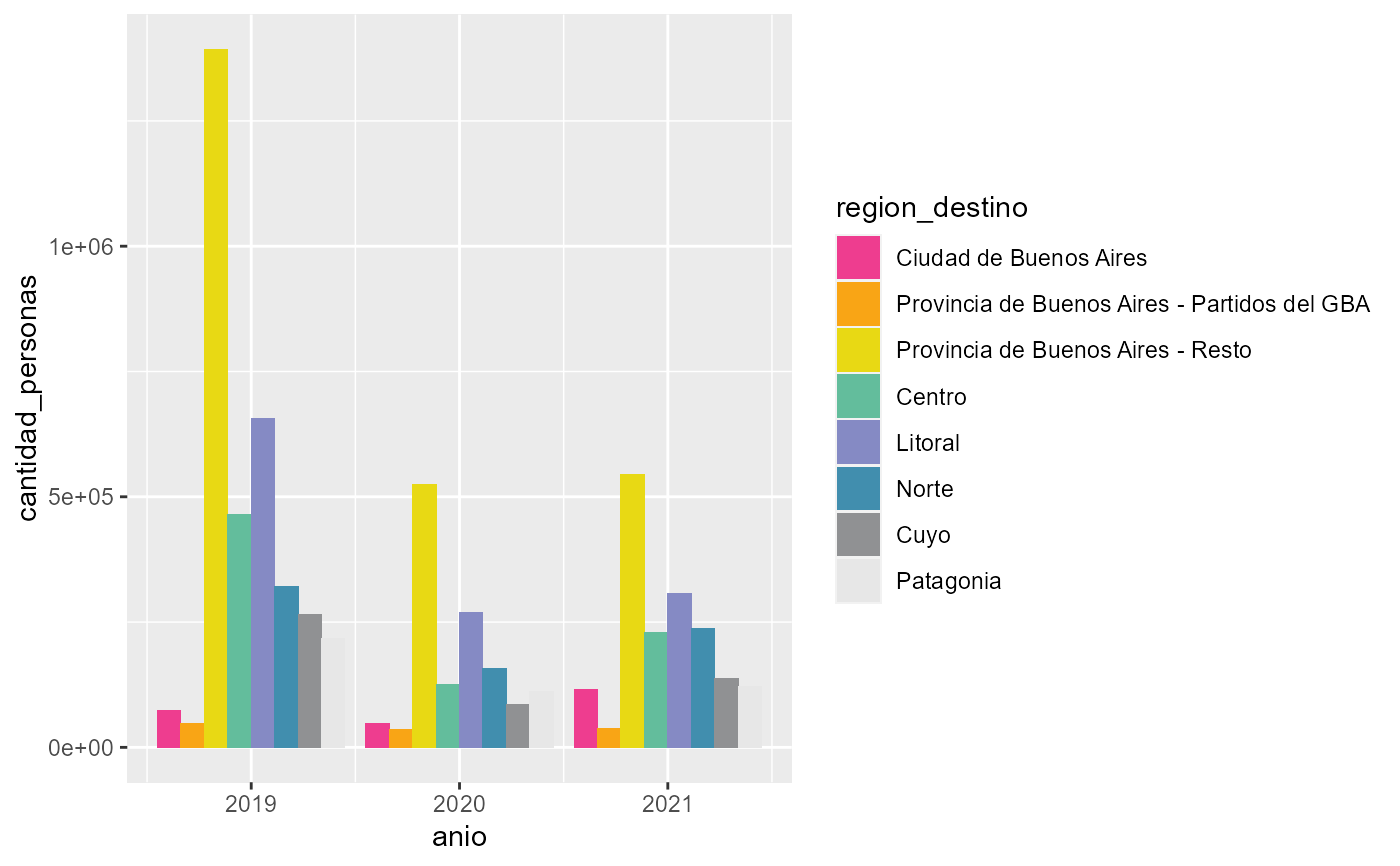 cantidad_personas
1e+06
5e+05
0e+00
2019 2020 2021
anio
region_destino
Ciudad de Buenos Aires
Provincia de Buenos Aires - Partidos del GBA
Provincia de Buenos Aires - Resto
Centro
Litoral
Norte
Cuyo
Patagonia